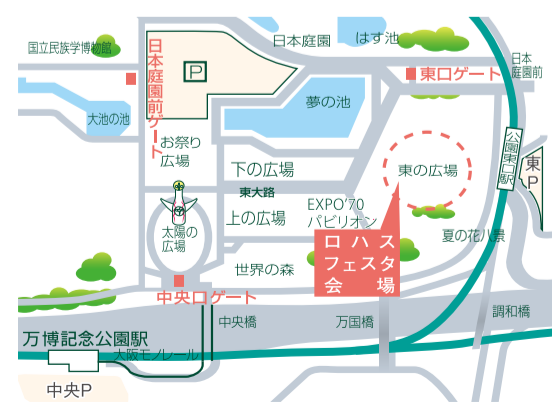 日本庭園
はす池
国立民族学博物館
日本庭園前ゲート
P
東口ゲート
日本
庭園前
大池の池
夢の池
公園東口駅
お祭り
広場
下の広場
東の広場
東P
東大路
EXPO'70
パビリオン
上の広場
太陽の
広場
ロハス
フェスタ
会場
夏の花八景
世界の森
中央口ゲート
中央橋
万国橋
調和橋
万博記念公園駅
大阪モノレール
中央P